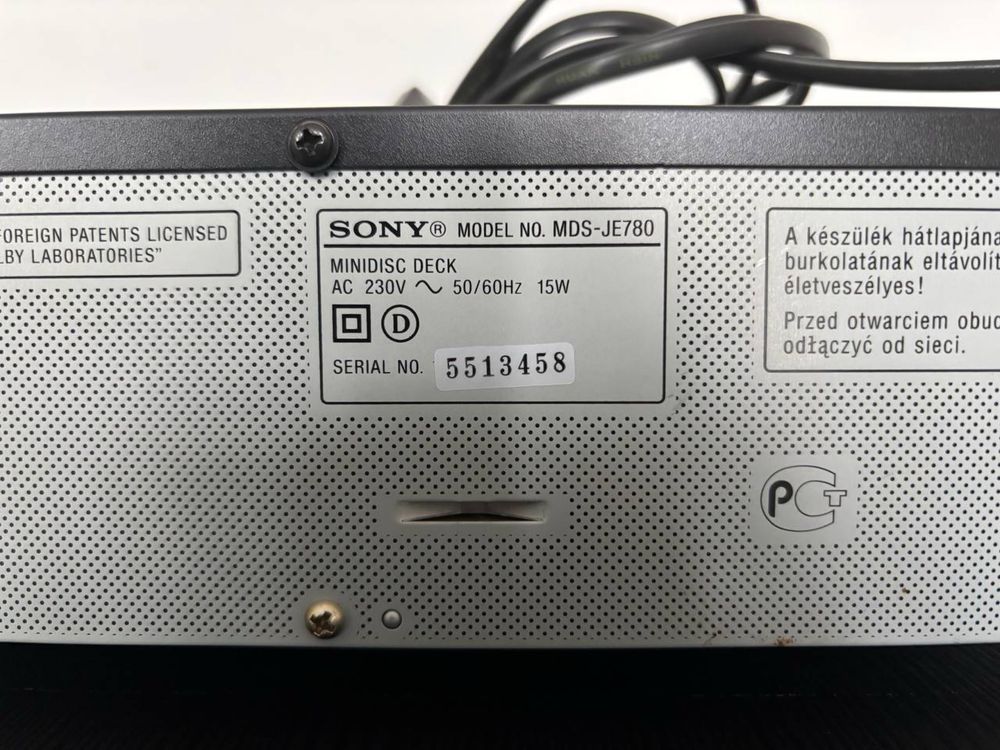 FOREIGN PATENTS LICENSED
LBY LABORATORIES"
SONY® MODEL NO. MDS-JE780
MINIDISC DECK
AC 230V ~ 50/60Hz 15W
D
SERIAL NO. 5513458
A készülék hátlapjána
burkolatának eltávolít
életveszélyes!
Przed otwarciem obud
odłączyć od sieci.
PCT